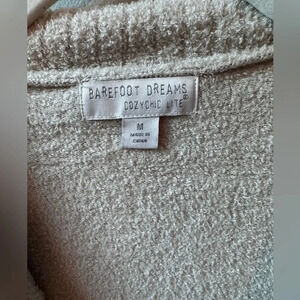 BAREFOOT DREAMS®
COZYCHIC LITE
M
MADE IN
CHINA